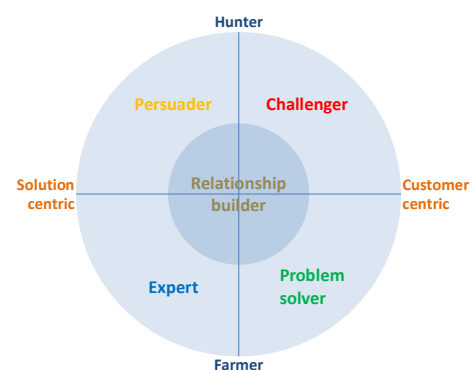 Hunter
Persuader
Challenger
Solution
centric
Relationship
builder
Customer
centric
Expert
Problem
solver
Farmer